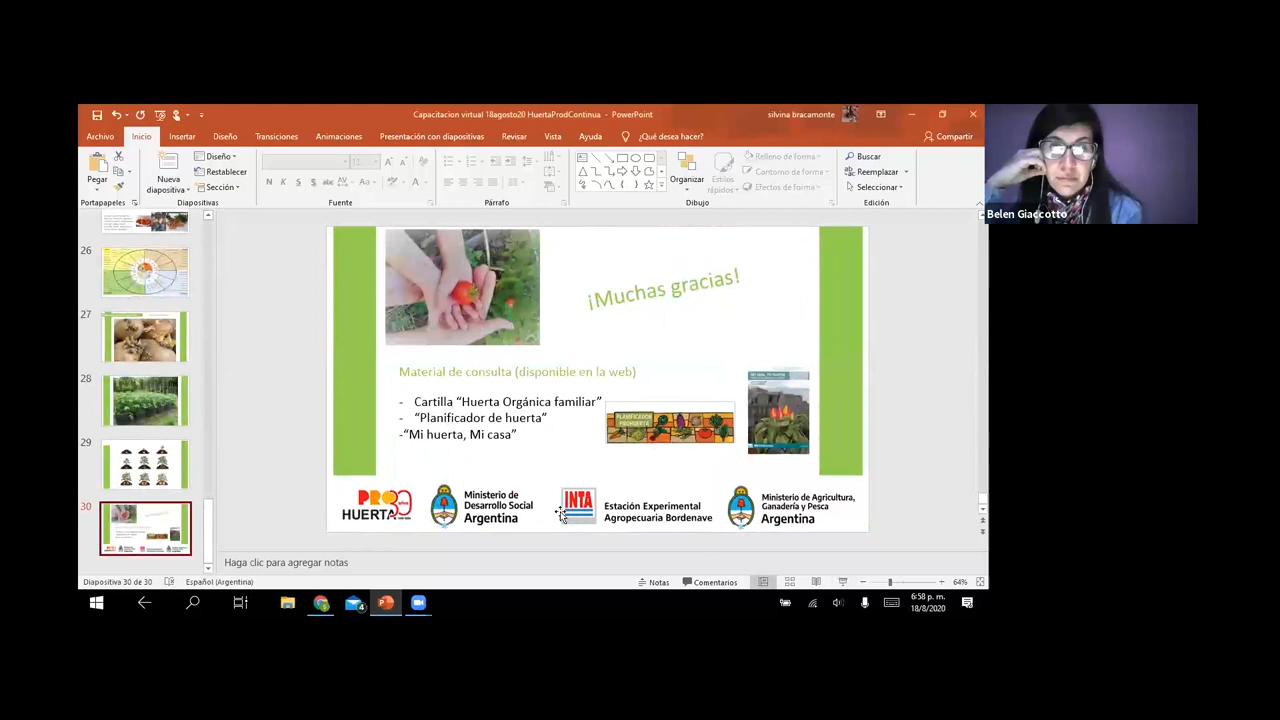 Capacitacion virtual 18agosto20 HuertaProdContinua - PowerPoint
silvina bracamonte
Archivo Inicio Insertar Diseño Transiciones Animaciones Presentación con diapositivas Revisar Vista Ayuda ¿Qué desea hacer? Compartir
Pegar
Nueva diapositiva
Diseño
Restablecer
Sección
N K S S abc AV Aa A
Organizar
Estilos rápidos
Relleno de forma
Contorno de forma
Efectos de forma
Buscar
Reemplazar
Seleccionar
Portapapeles Diapositivas Fuente Párrafo Dibujo Edición
Belen Giaccotto
26
27
28
29
30
¡Muchas gracias!
Material de consulta (disponible en la web)
- Cartilla “Huerta Orgánica familiar”
- “Planificador de huerta”
-“Mi huerta, Mi casa”
PLANIFICADOR
PROHUERTA
PRO
HUERTA
Ministerio de
Desarrollo Social
Argentina
INTA
Estación Experimental
Agropecuaria Bordenave
Ministerio de Agricultura,
Ganadería y Pesca
Argentina
Haga clic para agregar notas
Diapositiva 30 de 30 Español (Argentina) Notas Comentarios 64%
4
6:58 p. m.
18/8/2020